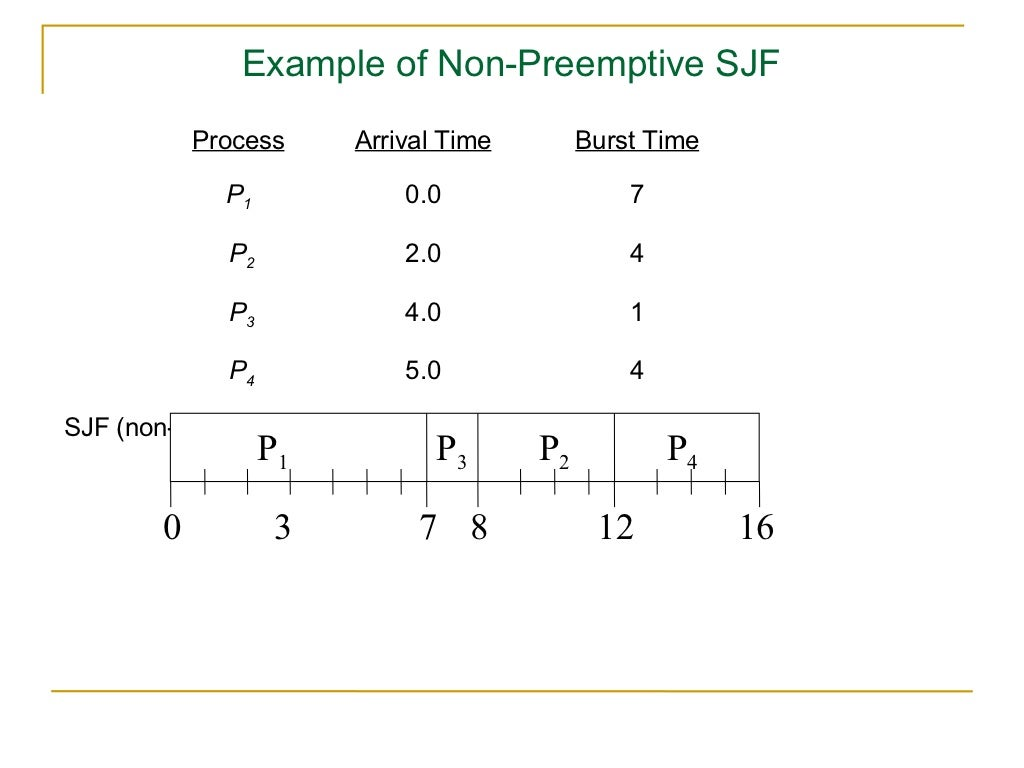 Example of Non-Preemptive SJF
Process Arrival Time Burst Time
P1 0.0 7
P2 2.0 4
P3 4.0 1
P4 5.0 4
SJF (non-
P1 P3 P2 P4
0 3 7 8 12 16